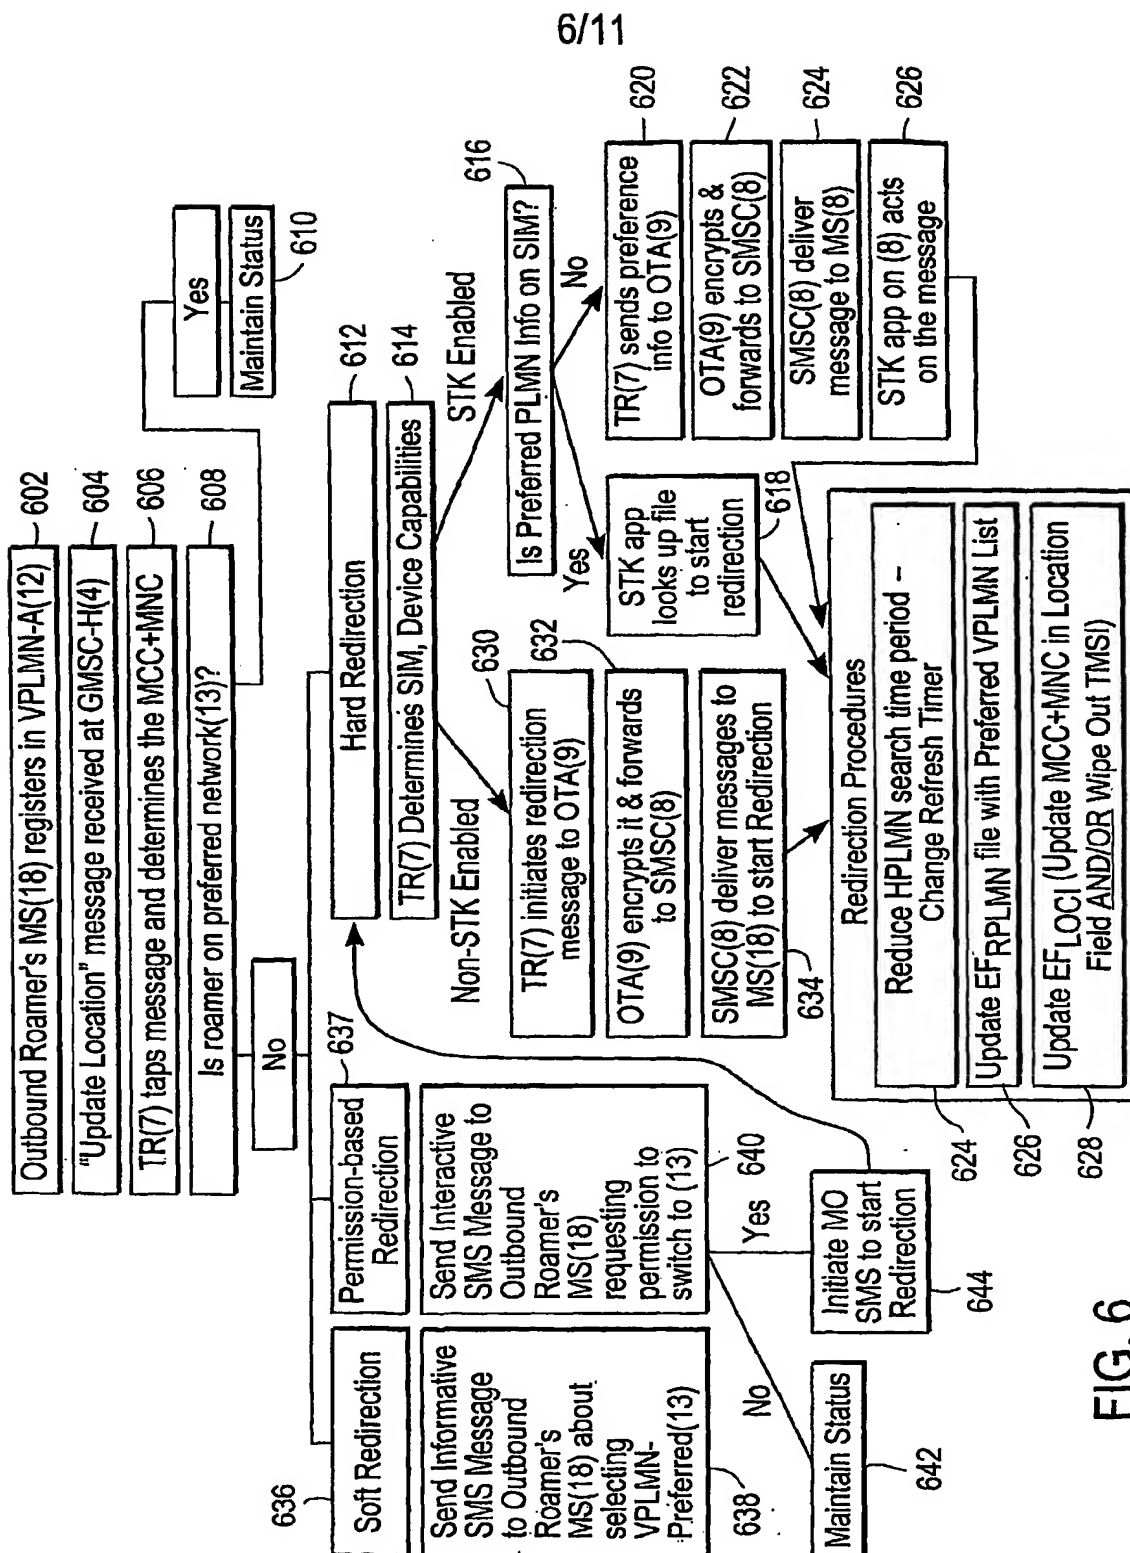 6/11
Outbound Roamer's MS(18) registers in VPLMN-A(12)
602
"Update Location" message received at GMSC-H(4)
604
TR(7) taps message and determines the MCC+MNC
606
Is roamer on preferred network(13)?
608
Yes
Maintain Status
610
No
Soft Redirection
636
Send Informative
SMS Message
to Outbound
Roamer's
MS(18) about
selecting
VPLMN-
Preferred(13)
638
Permission-based
Redirection
637
Send Interactive
SMS Message to
Outbound
Roamer's
MS(18)
requesting
permission to
switch to (13)
640
No
Maintain Status
642
Yes
Initiate MO
SMS to start
Redirection
644
Hard Redirection
612
TR(7) Determines SIM, Device Capabilities
614
Non-STK Enabled
STK Enabled
TR(7) initiates redirection
message to OTA(9)
630
OTA(9) encrypts it & forwards
to SMSC(8)
632
SMSC(8) deliver messages to
MS(18) to start Redirection
634
Is Preferred PLMN Info on SIM?
616
Yes
No
STK app
looks up file
to start
redirection
618
TR(7) sends preference
info to OTA(9)
620
OTA(9) encrypts &
forwards to SMSC(8)
622
SMSC(8) deliver
message to MS(8)
624
STK app on (8) acts
on the message
626
Redirection Procedures
Reduce HPLMN search time period –
Change Refresh Timer
624
Update EFRPLMN file with Preferred VPLMN List
626
Update EFLOCI (Update MCC+MNC in Location
Field AND/OR Wipe Out TMSI)
628
FIG. 6